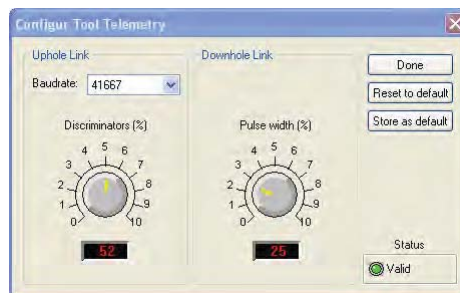 Configur Tool Telemetry
Uphole Link
Baudrate: 41667
Discriminators (%)
0 1 2 3 4 5 6 7 8 9 10
52
Downhole Link
Pulse width (%)
0 1 2 3 4 5 6 7 8 9 10
25
Done
Reset to default
Store as default
Status
Valid